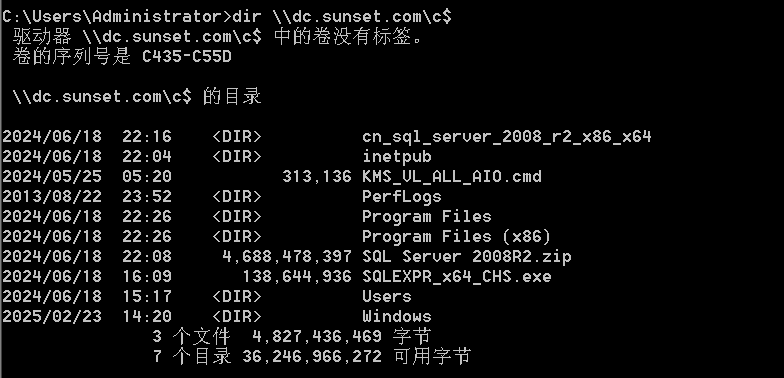 C:\Users\Administrator>dir \\dc.sunset.com\c$
驱动器 \\dc.sunset.com\c$ 中的卷没有标签。
卷的序列号是 C435-C55D
\\dc.sunset.com\c$ 的目录
2024/06/18  22:16    <DIR>          cn_sql_server_2008_r2_x86_x64
2024/06/18  22:04    <DIR>          inetpub
2024/05/25  05:20           313,136 KMS_VL_ALL_AIO.cmd
2013/08/22  23:52    <DIR>          PerfLogs
2024/06/18  22:26    <DIR>          Program Files
2024/06/18  22:26    <DIR>          Program Files (x86)
2024/06/18  22:08     4,688,478,397 SQL Server 2008R2.zip
2024/06/18  16:09       138,644,936 SQLEXPR_x64_CHS.exe
2024/06/18  15:17    <DIR>          Users
2025/02/23  14:20    <DIR>          Windows
3 个文件  4,827,436,469 字节
7 个目录 36,246,966,272 可用字节